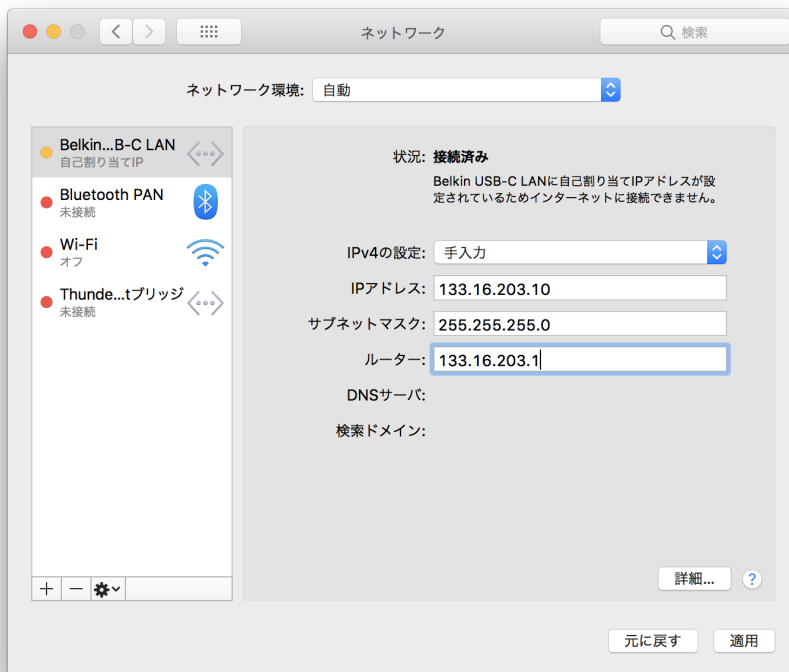 ネットワーク
検索
ネットワーク環境: 自動
Belkin...B-C LAN
自己割り当てIP
Bluetooth PAN
未接続
Wi-Fi
オフ
Thunde...tブリッジ
未接続
状況: 接続済み
Belkin USB-C LANに自己割り当てIPアドレスが設
定されているためインターネットに接続できません。
IPv4の設定: 手入力
IPアドレス: 133.16.203.10
サブネットマスク: 255.255.255.0
ルーター: 133.16.203.1
DNSサーバ:
検索ドメイン:
詳細... ?
元に戻す 適用